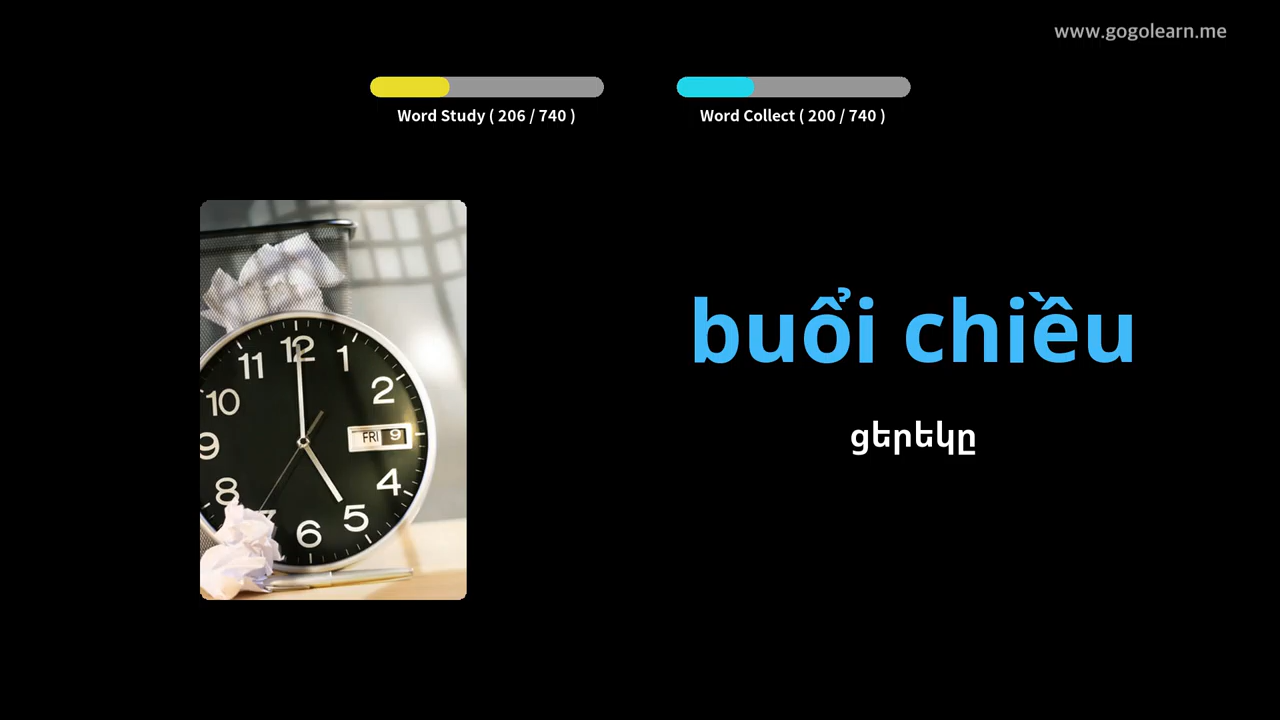 www.gogolearn.me
Word Study ( 206 / 740 )
Word Collect ( 200 / 740 )
buổi chiều
ցերեկը
12
11
1
10
2
9
FRI 9
8
4
7
5
6